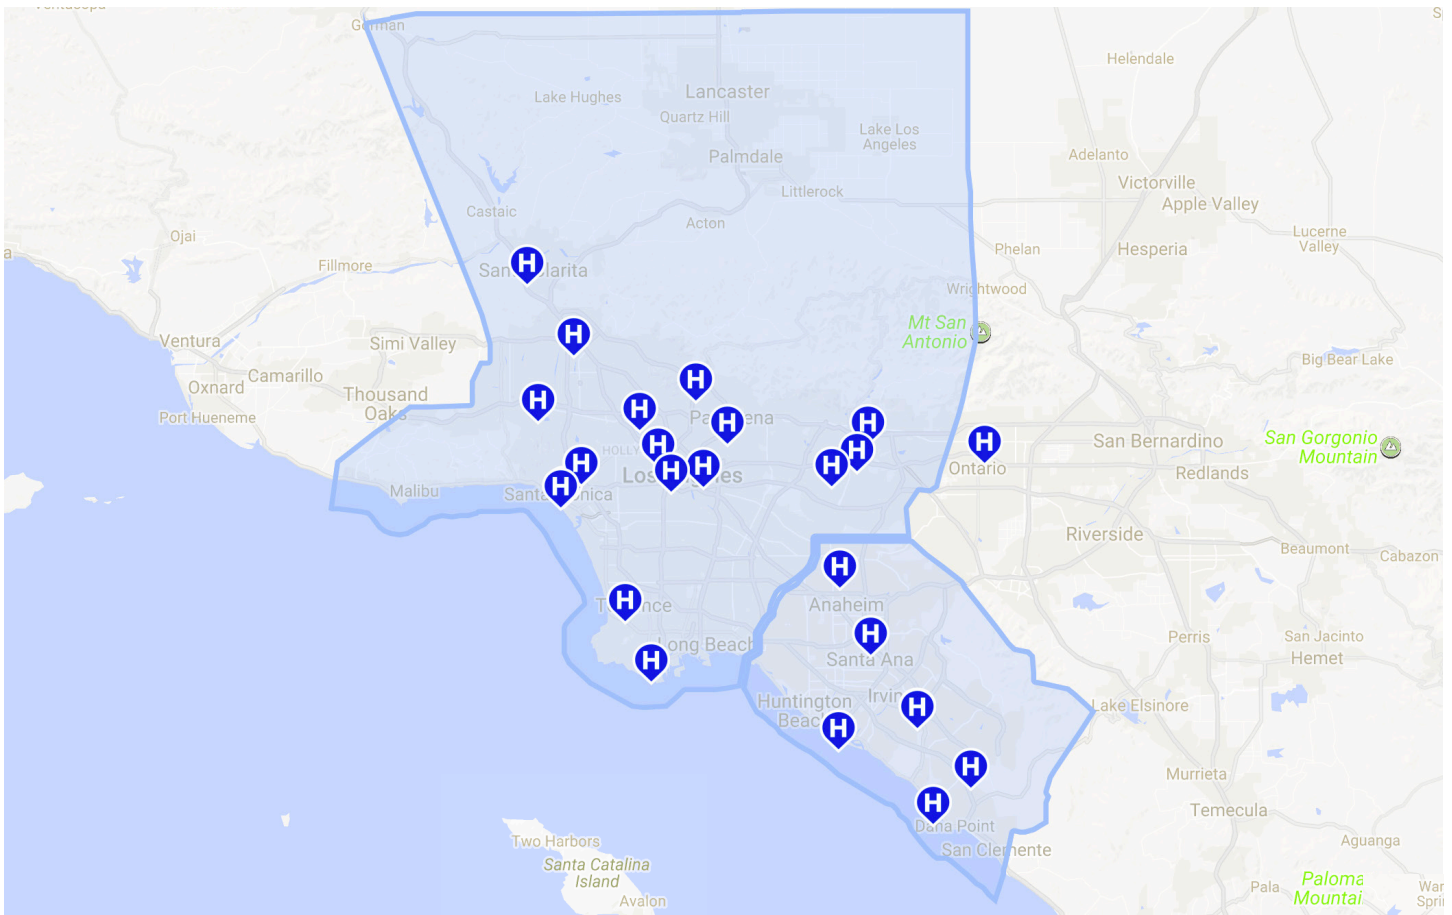 Gorman
Helendale
Lake Hughes
Lancaster
Quartz Hill
Lake Los
Angeles
Adelanto
Palmdale
Victorville
Littlerock
Apple Valley
Castaic
Acton
Ojai
Lucerne
Valley
Phelan
Hesperia
Fillmore
H
Wrightwood
Mt San
Antonio
H
Ventura
Simi Valley
Big Bear Lake
Camarillo
Oxnard
Thousand
Oaks
H
H
H
Port Hueneme
H
H
H
San Bernardino
San Gorgonio
Mountain
H
H
H
Ontario
Redlands
H
H
H
H
Malibu
H
Riverside
Beaumont
Cabazon
H
Anaheim
H
Long Beach
H
Santa Ana
Perris
San Jacinto
Hemet
H
Huntington
H
Lake Elsinore
H
H
Murrieta
H
Temecula
Dana Point
San Clemente
Two Harbors
Santa Catalina
Island
Avalon
Aguanga
Pala